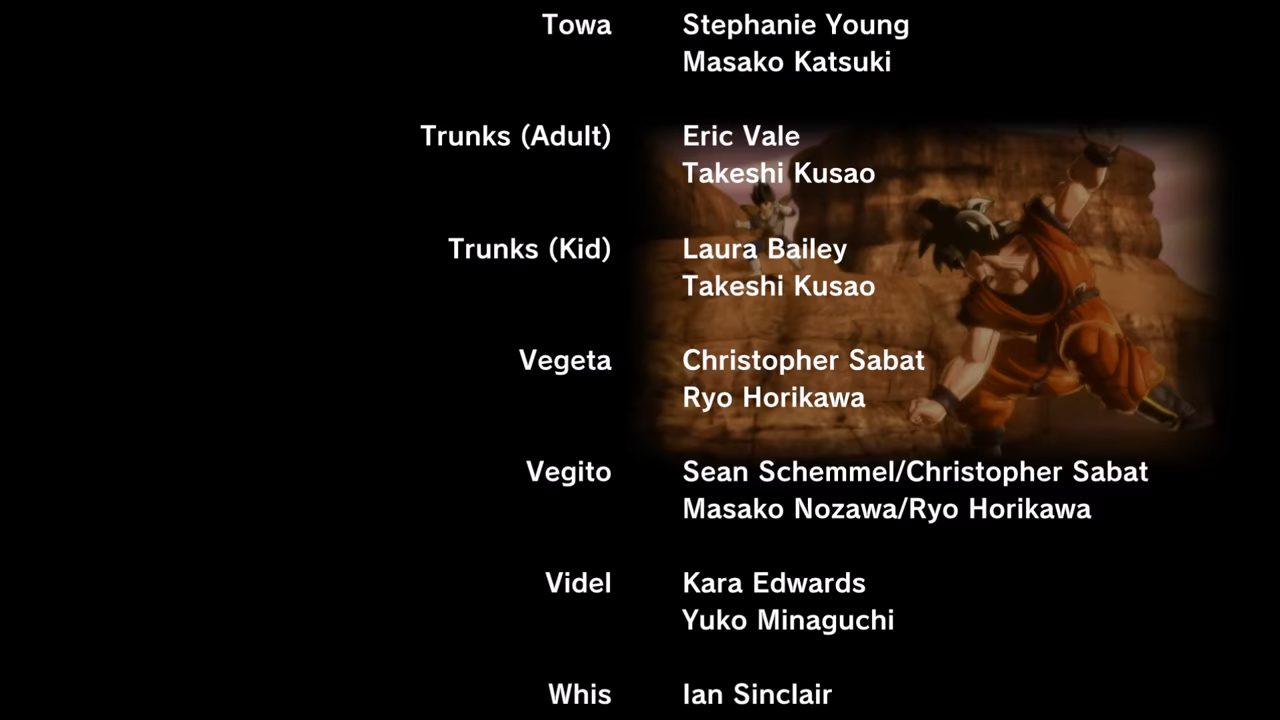 Towa Stephanie Young
Masako Katsuki
Trunks (Adult) Eric Vale
Takeshi Kusao
Trunks (Kid) Laura Bailey
Takeshi Kusao
Vegeta Christopher Sabat
Ryo Horikawa
Vegito Sean Schemmel/Christopher Sabat
Masako Nozawa/Ryo Horikawa
Videl Kara Edwards
Yuko Minaguchi
Whis Ian Sinclair